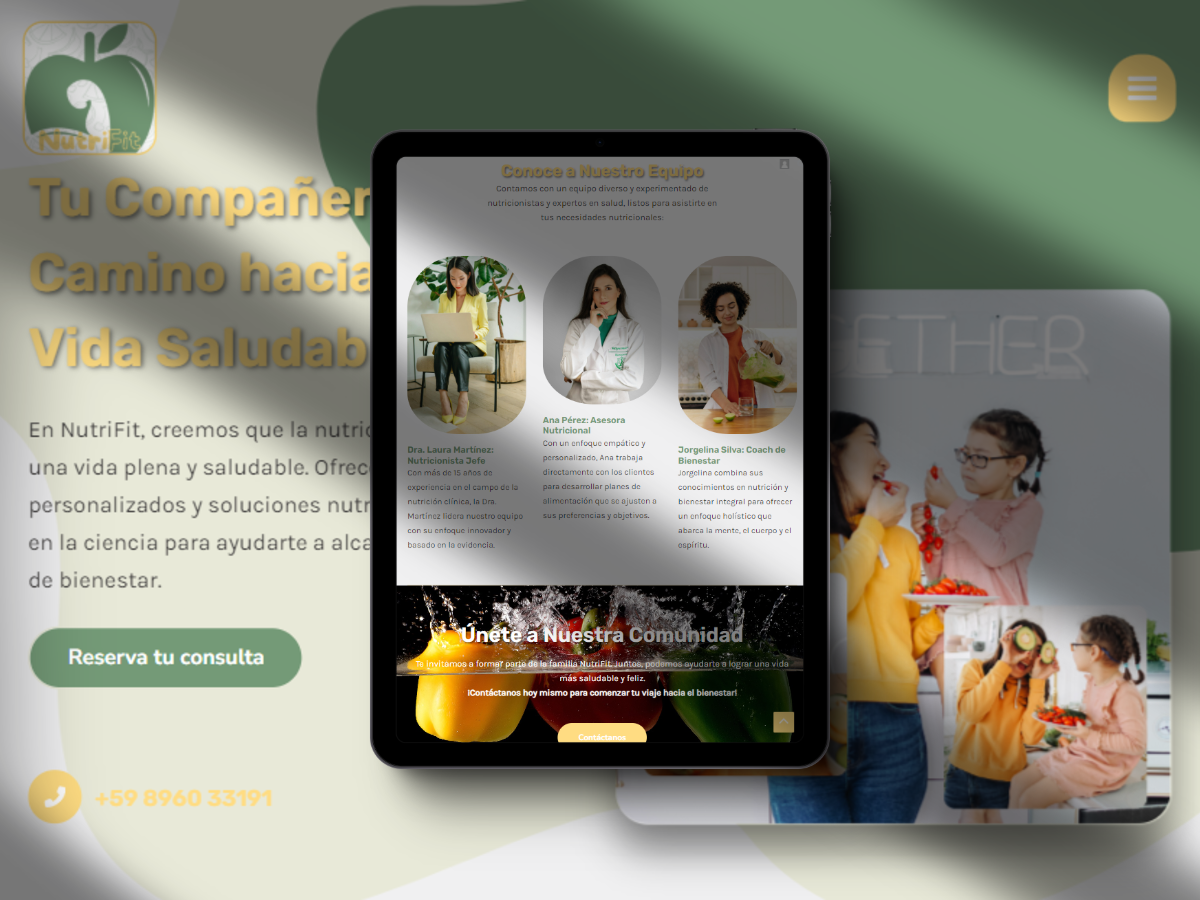 NutriFit
Tu Compañer
Camino hacia
Vida Saludab
En NutriFit, creemos que la nutric
una vida plena y saludable. Ofrec
personalizados y soluciones nutr
en la ciencia para ayudarte a alca
de bienestar.
Reserva tu consulta
+59 8960 33191
Conoce a Nuestro Equipo
Contamos con un equipo diverso y experimentado de
nutricionistas y expertos en salud, listos para asistirte en
tus necesidades nutricionales:
Dra. Laura Martínez:
Nutricionista Jefe
Con más de 15 años de
experiencia en el campo de la
nutrición clínica, la Dra.
Martínez lidera nuestro equipo
con su enfoque innovador y
basado en la evidencia.
Ana Pérez: Asesora
Nutricional
Con un enfoque empático y
personalizado, Ana trabaja
directamente con los clientes
para desarrollar planes de
alimentación que se ajusten a
sus preferencias y objetivos.
Jorgelina Silva: Coach de
Bienestar
Jorgelina combina sus
conocimientos en nutrición y
bienestar integral para ofrecer
un enfoque holístico que
abarca la mente, el cuerpo y el
espíritu.
Únete a Nuestra Comunidad
Te invitamos a formar parte de la familia NutriFit. Juntos, podemos ayudarte a lograr una vida
más saludable y feliz.
¡Contáctanos hoy mismo para comenzar tu viaje hacia el bienestar!
Contáctanos
ETHER